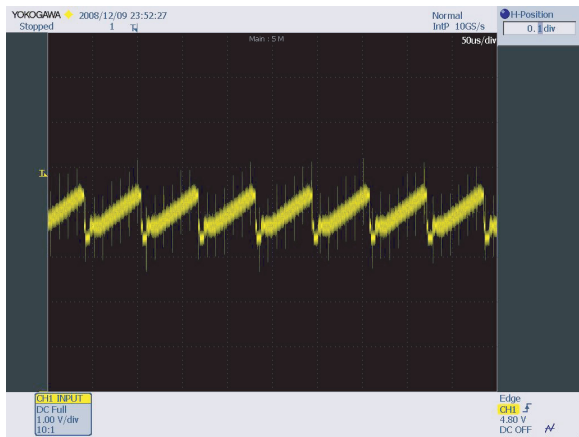 YOKOGAWA 2008/12/09 23:52:27
Stopped 1
Normal
IntP 10GS/s
H-Position
0.1div
Main : 5 M
50us/div
CH1 INPUT
DC Full
1.00 V/div
10:1
Edge
CH1
4.80 V
DC OFF